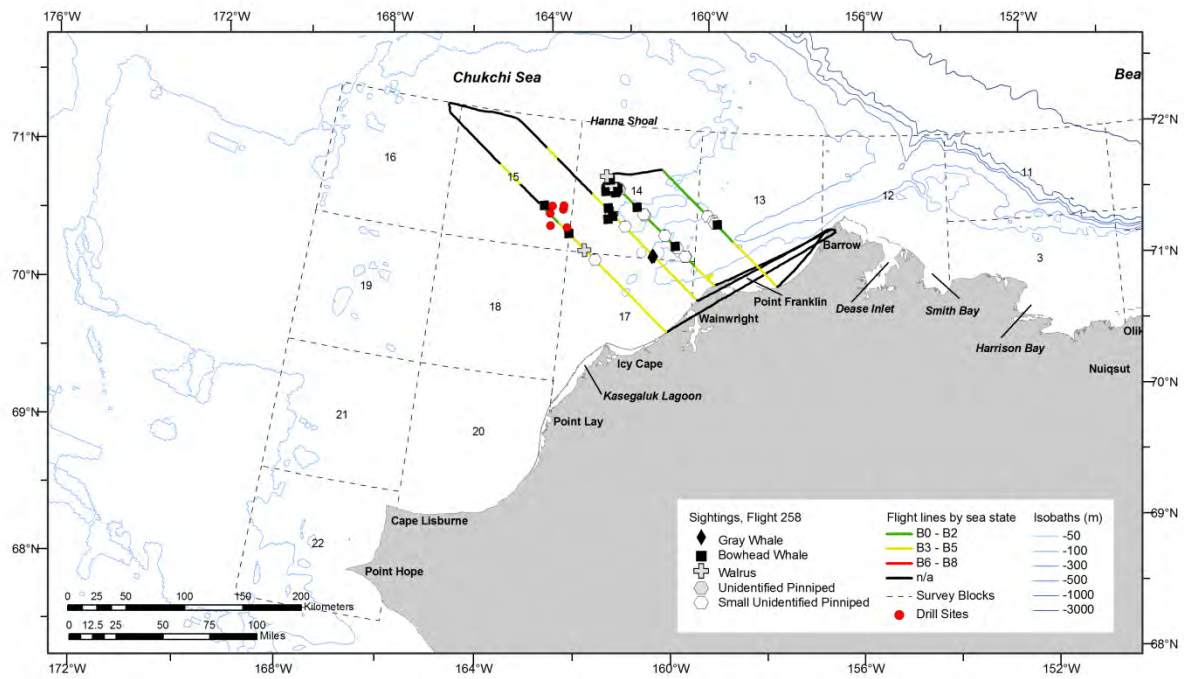 176°W 172°W 168°W 164°W 160°W 156°W 152°W
Chukchi Sea
Bea
72°N
71°N
Hanna Shoal
16
15
14
13
11
12
71°N
70°N
Barrow
3
19
18
17
Point Franklin
Dease Inlet
Smith Bay
Wainwright
Harrison Bay
Olik
Icy Cape
Nuiqsut
Kasegaluk Lagoon
70°N
69°N
21
20
Point Lay
69°N
68°N
Cape Lisburne
22
Point Hope
0 25 50 100 150 200
Kilometers
0 12.5 25 50 75 100
Miles
Sightings, Flight 258
Gray Whale
Bowhead Whale
Walrus
Unidentified Pinniped
Small Unidentified Pinniped
Flight lines by sea state
B0 - B2
B3 - B5
B6 - B8
n/a
Survey Blocks
Drill Sites
Isobaths (m)
-50
-100
-300
-500
-1000
-3000
68°N
172°W 168°W 164°W 160°W 156°W 152°W